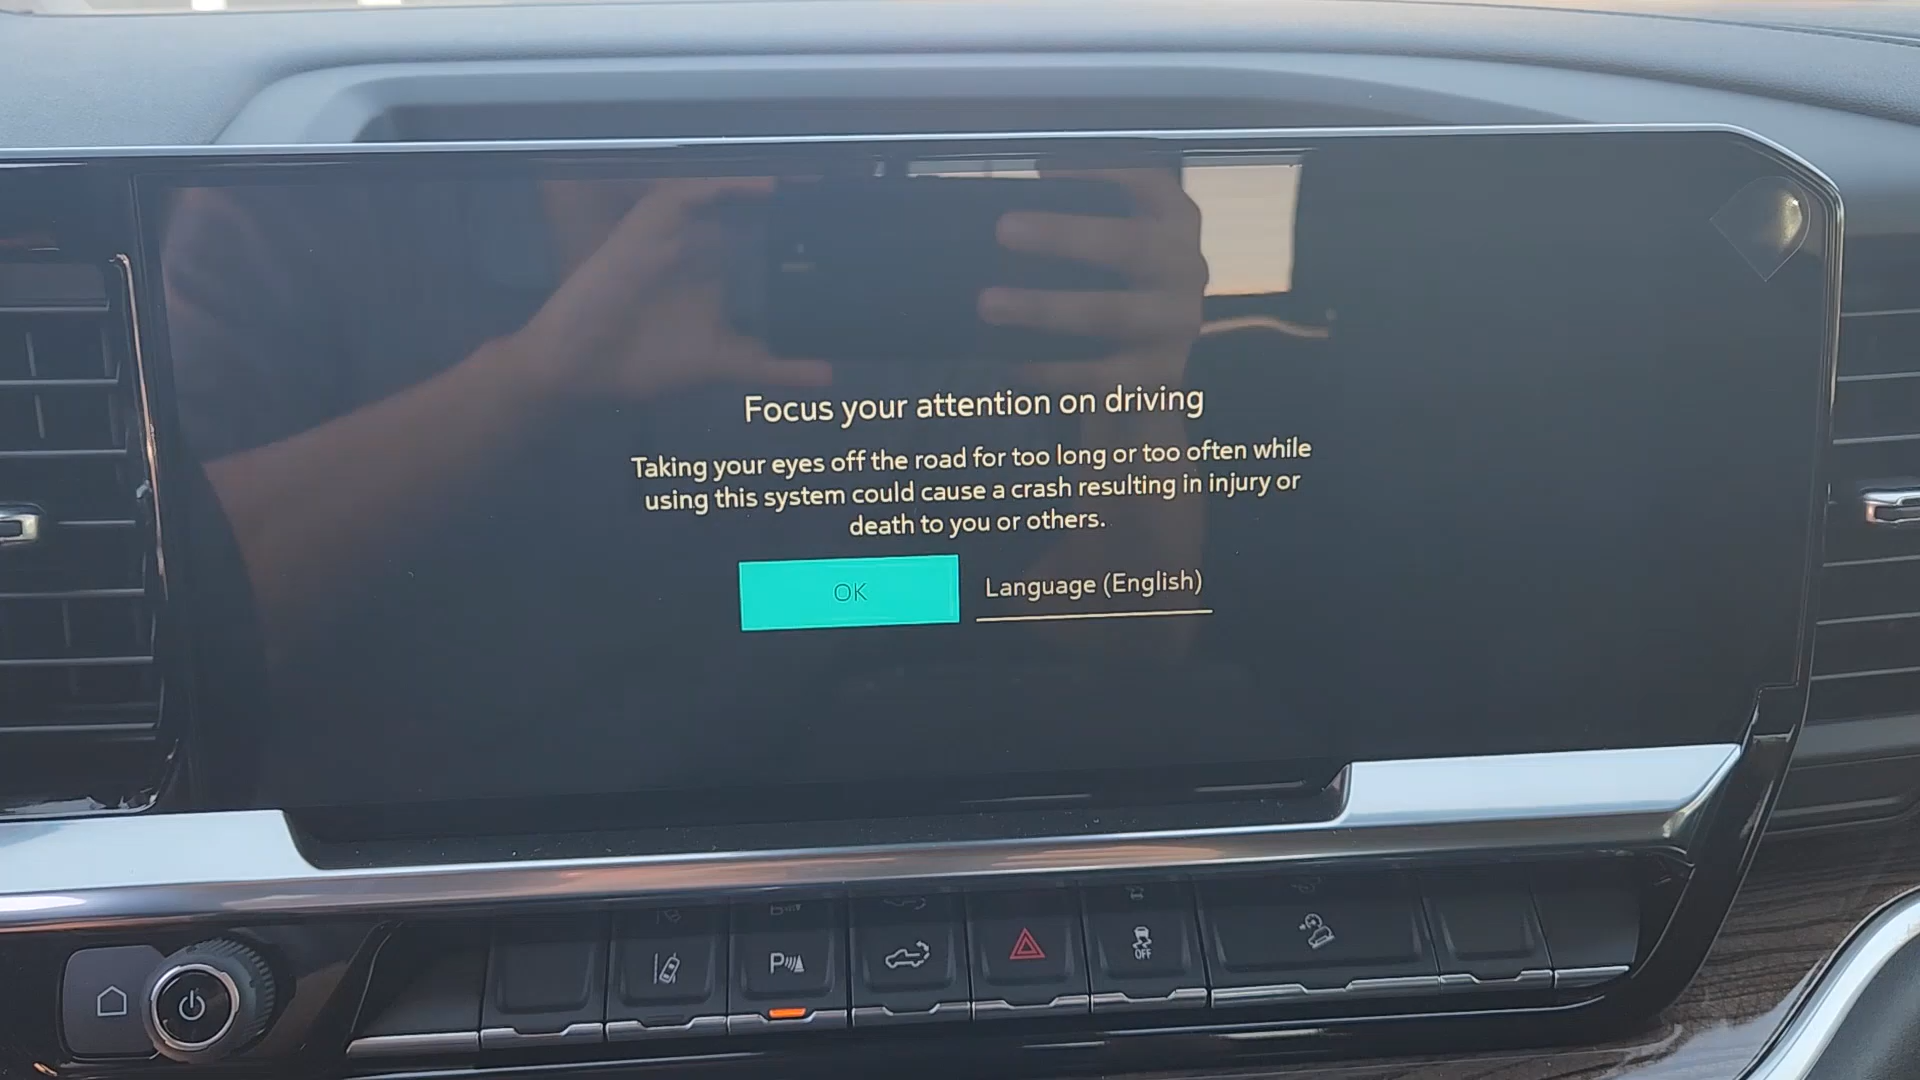 Focus your attention on driving
Taking your eyes off the road for too long or too often while
using this system could cause a crash resulting in injury or
death to you or others.
OK
Language (English)
P
OFF